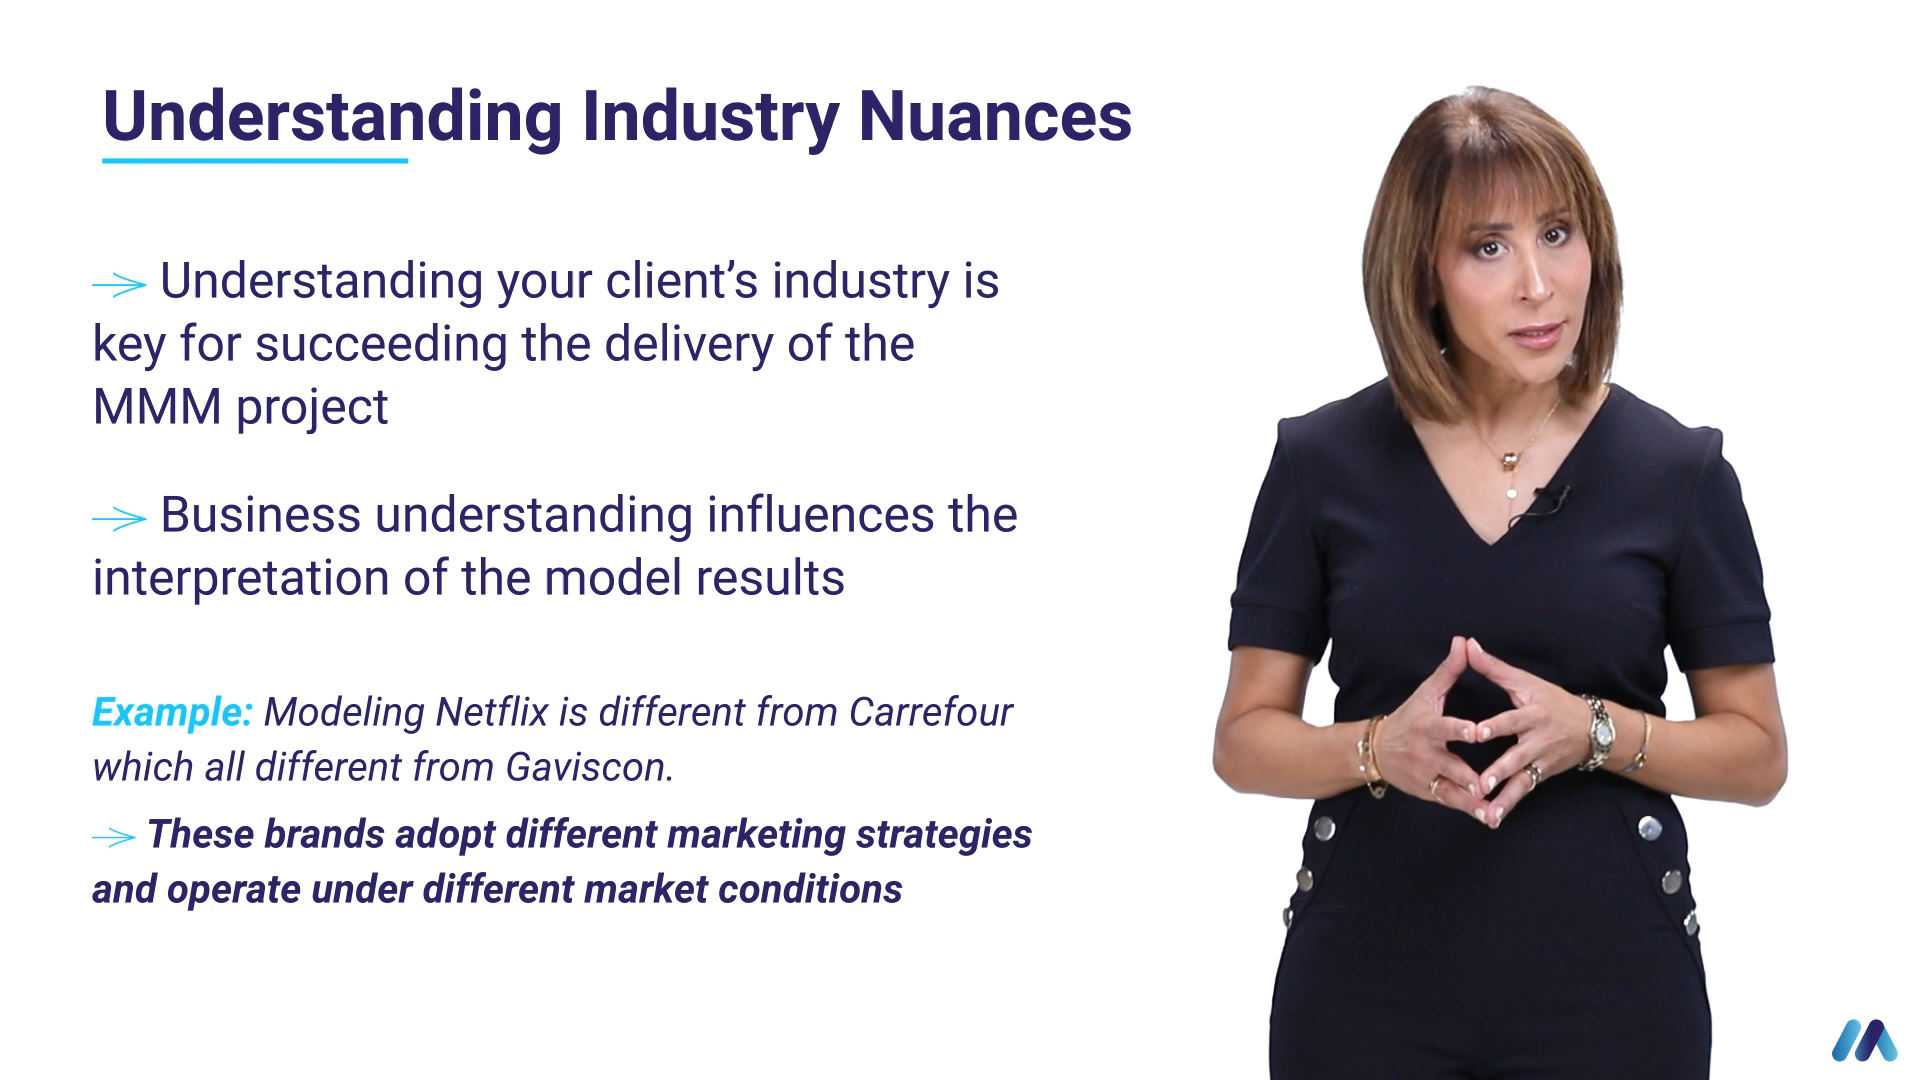 Understanding Industry Nuances
Understanding your client’s industry is
key for succeeding the delivery of the
MMM project
Business understanding influences the
interpretation of the model results
Example: Modeling Netflix is different from Carrefour
which all different from Gaviscon.
These brands adopt different marketing strategies
and operate under different market conditions